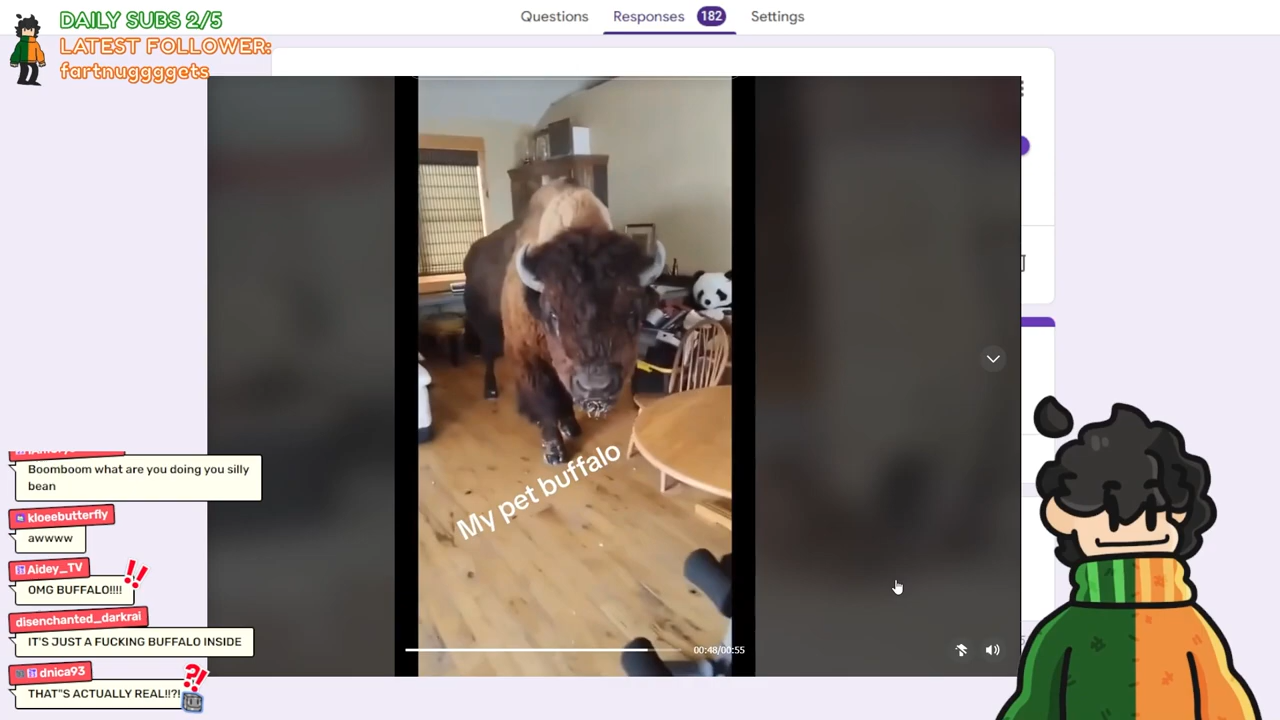 DAILY SUBS 2/5
LATEST FOLLOWER:
fartnuggggets
Questions
Responses
182
Settings
My pet buffalo
00:48/00:55
Boomboom what are you doing you silly
bean
kloeebutterfly
awwww
Aidey_TV
OMG BUFFALO!!!!
disenchanted_darkrai
IT'S JUST A FUCKING BUFFALO INSIDE
dnica93
THAT"S ACTUALLY REAL!!?!